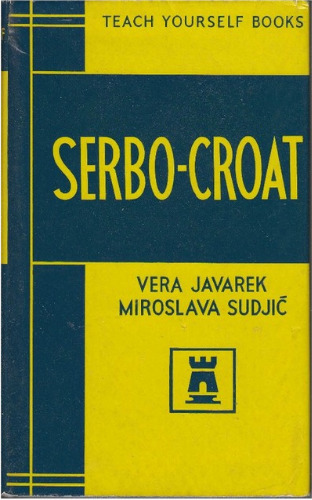 TEACH YOURSELF BOOKS
SERBO-CROAT
VERA JAVAREK
MIROSLAVA SUDJIĆ